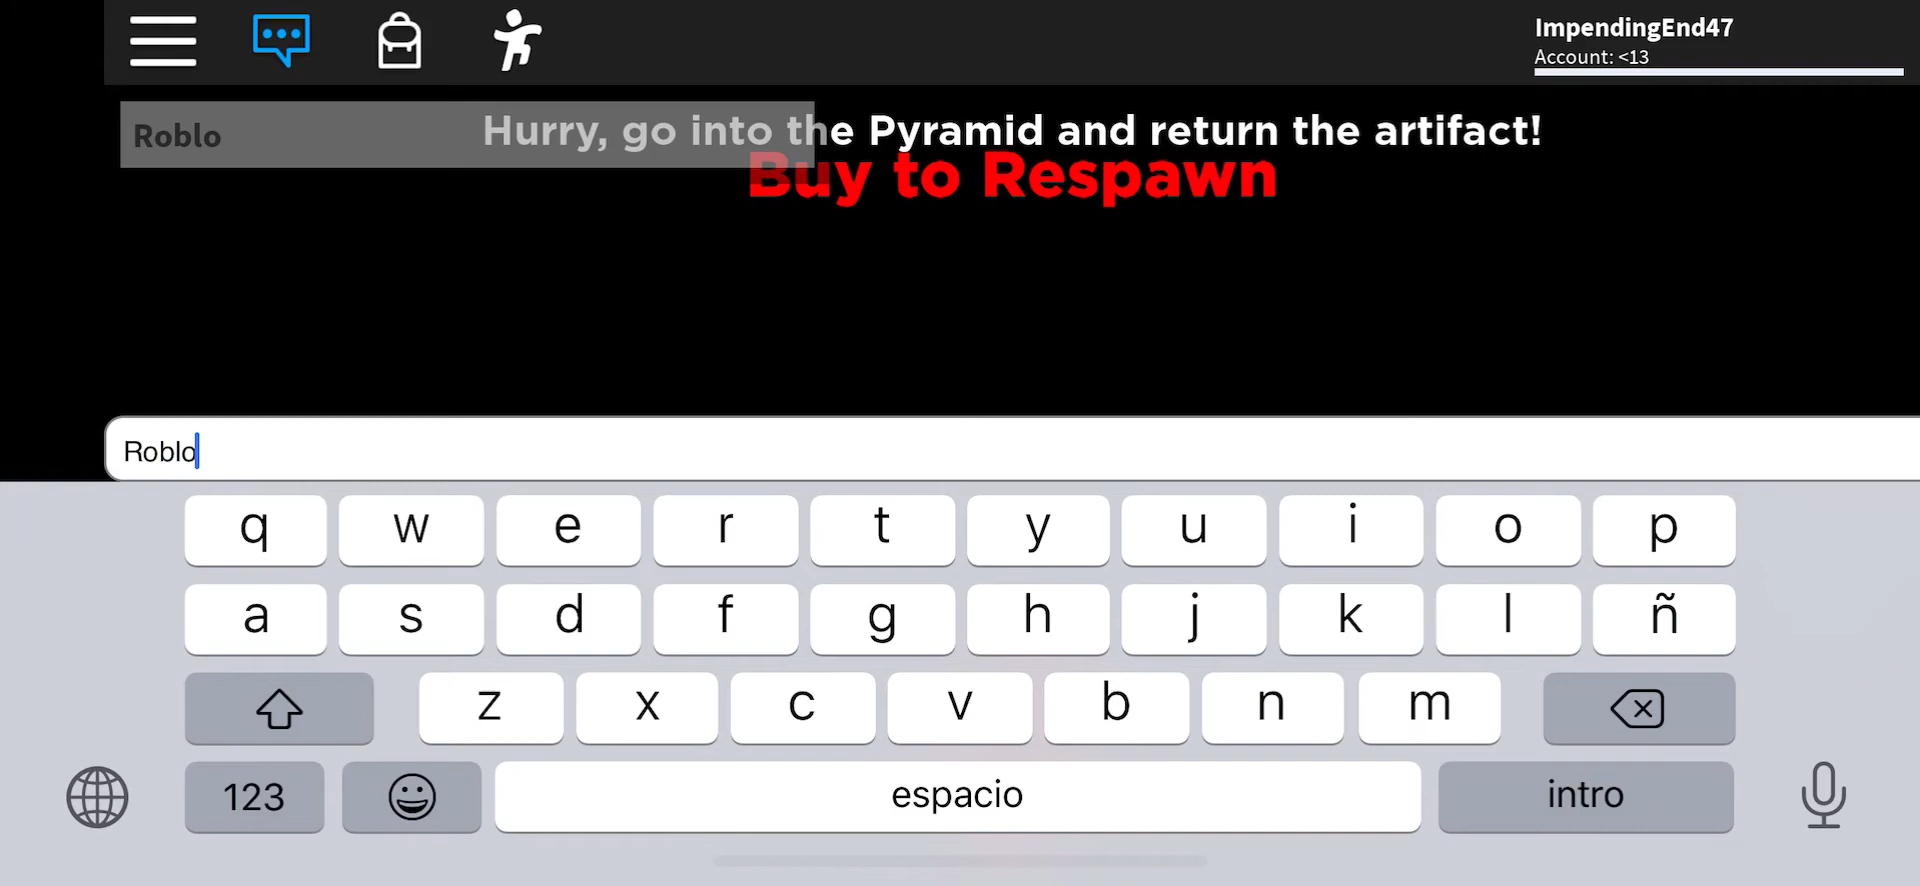 ImpendingEnd47
Account: <13
Roblo
Hurry, go into the Pyramid and return the artifact!
Buy to Respawn
Roblo
q w e r t y u i o p
a s d f g h j k l ñ
z x c v b n m
123 espacio intro